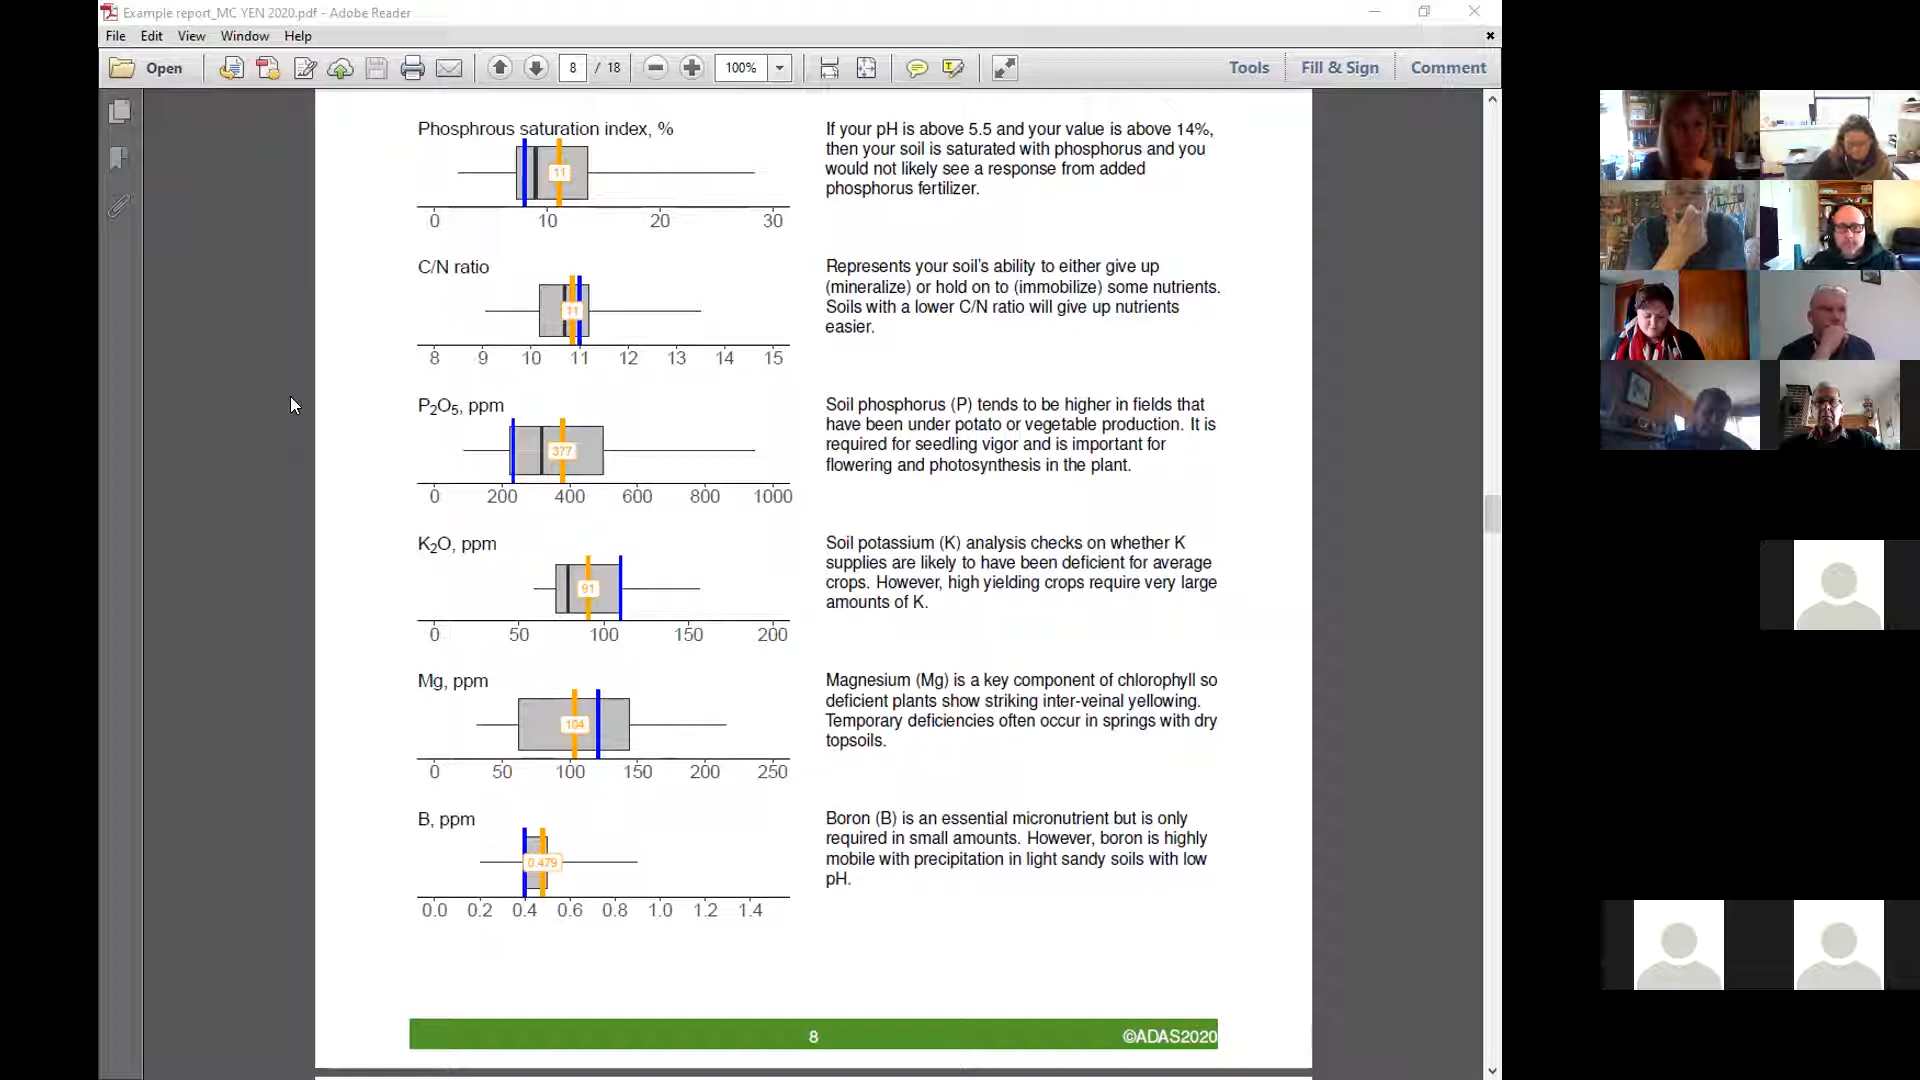 Example report_MC YEN 2020.pdf - Adobe Reader
File Edit View Window Help
Open 8 / 18 100% Tools Fill & Sign Comment
Phosphrous saturation index, %
11
0 10 20 30
If your pH is above 5.5 and your value is above 14%,
then your soil is saturated with phosphorus and you
would not likely see a response from added
phosphorus fertilizer.
C/N ratio
11
8 9 10 11 12 13 14 15
Represents your soil's ability to either give up
(mineralize) or hold on to (immobilize) some nutrients.
Soils with a lower C/N ratio will give up nutrients
easier.
P2O5, ppm
377
0 200 400 600 800 1000
Soil phosphorus (P) tends to be higher in fields that
have been under potato or vegetable production. It is
required for seedling vigor and is important for
flowering and photosynthesis in the plant.
K2O, ppm
91
0 50 100 150 200
Soil potassium (K) analysis checks on whether K
supplies are likely to have been deficient for average
crops. However, high yielding crops require very large
amounts of K.
Mg, ppm
104
0 50 100 150 200 250
Magnesium (Mg) is a key component of chlorophyll so
deficient plants show striking inter-veinal yellowing.
Temporary deficiencies often occur in springs with dry
topsoils.
B, ppm
0.479
0.0 0.2 0.4 0.6 0.8 1.0 1.2 1.4
Boron (B) is an essential micronutrient but is only
required in small amounts. However, boron is highly
mobile with precipitation in light sandy soils with low
pH.
8 ©ADAS2020